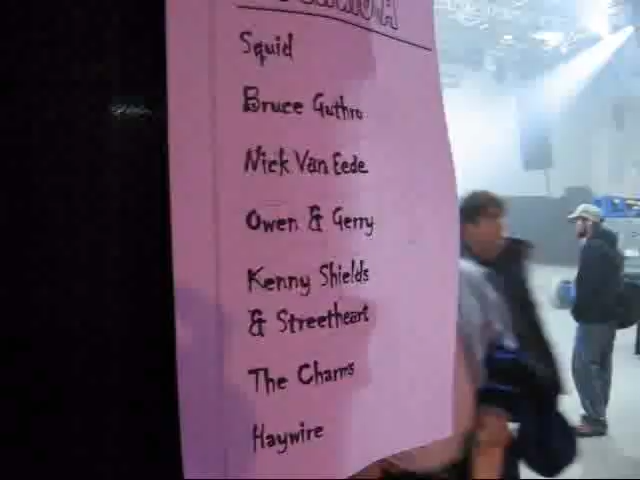 Squid
Bruce Guthro
Nick Van Eede
Owen & Gerry
Kenny Shields
& Streetheart
The Charms
Haywire